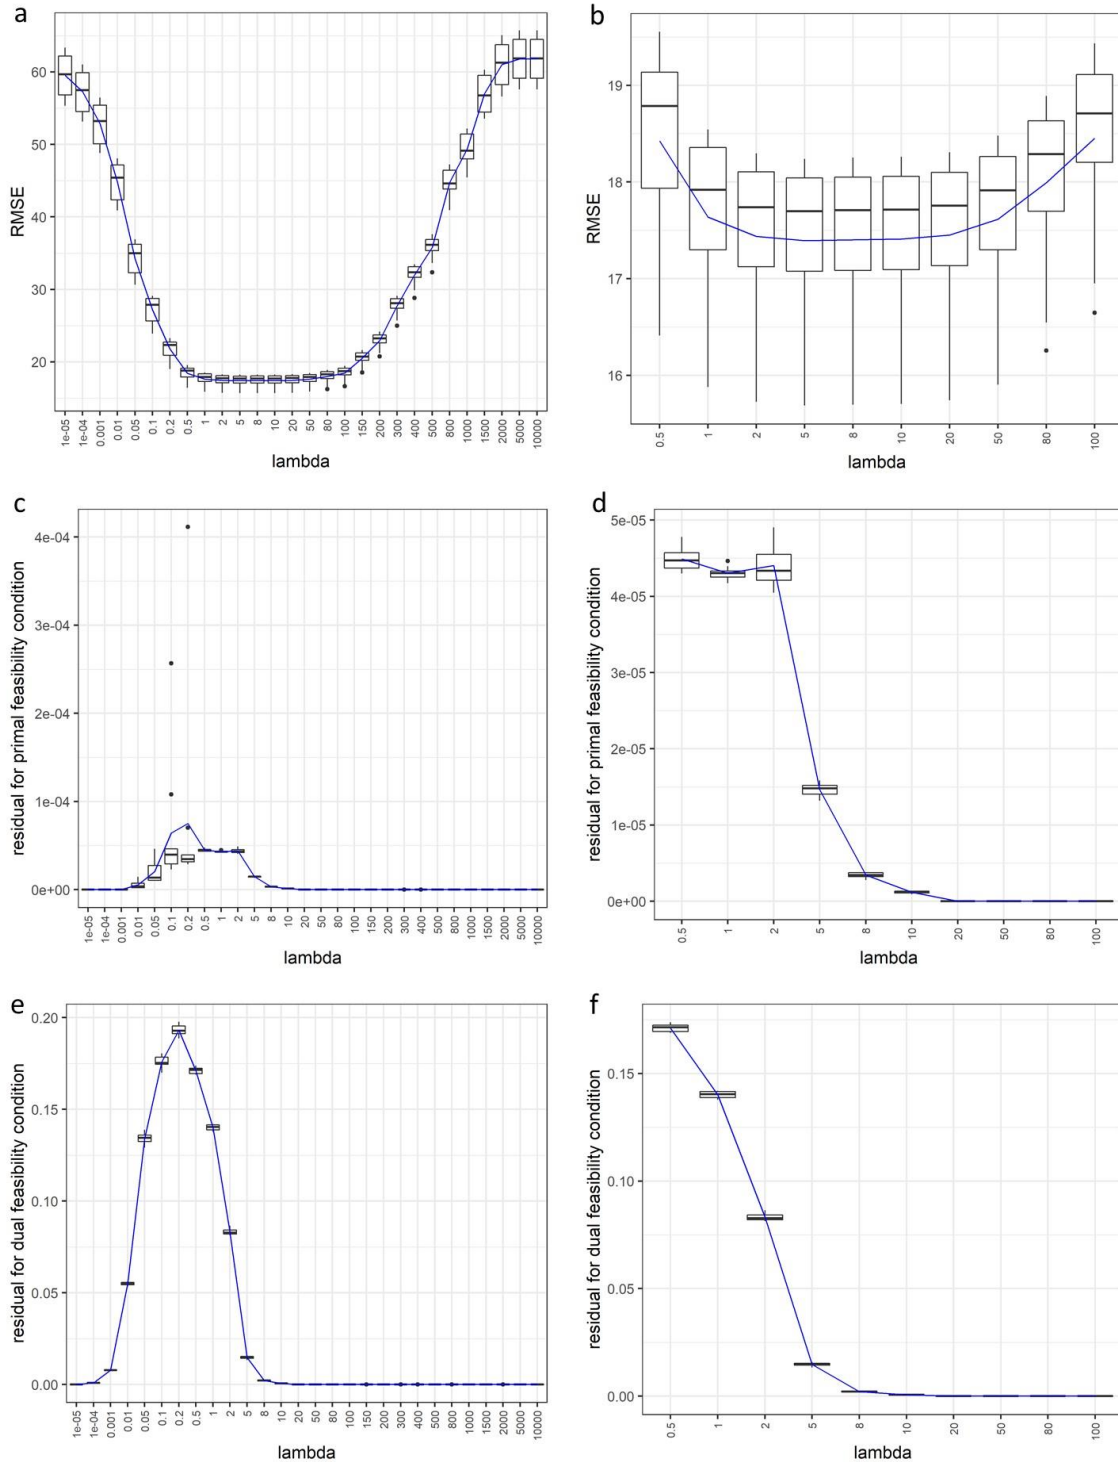 a
RMSE
60
50
40
30
20
1e-05 1e-04 0.001 0.01 0.05 0.1 0.2 0.5 1 2 5 8 10 20 50 80 100 150 200 300 400 500 800 1000 1500 2000 5000 10000
lambda
b
RMSE
19
18
17
16
0.5 1 2 5 8 10 20 50 80 100
lambda
c
residual for primal feasibility condition
4e-04
3e-04
2e-04
1e-04
0e+00
1e-05 1e-04 0.001 0.01 0.05 0.1 0.2 0.5 1 2 5 8 10 20 50 80 100 150 200 300 400 500 800 1000 1500 2000 5000 10000
lambda
d
residual for primal feasibility condition
5e-05
4e-05
3e-05
2e-05
1e-05
0e+00
0.5 1 2 5 8 10 20 50 80 100
lambda
e
residual for dual feasibility condition
0.20
0.15
0.10
0.05
0.00
1e-05 1e-04 0.001 0.01 0.05 0.1 0.2 0.5 1 2 5 8 10 20 50 80 100 150 200 300 400 500 800 1000 1500 2000 5000 10000
lambda
f
residual for dual feasibility condition
0.15
0.10
0.05
0.00
0.5 1 2 5 8 10 20 50 80 100
lambda